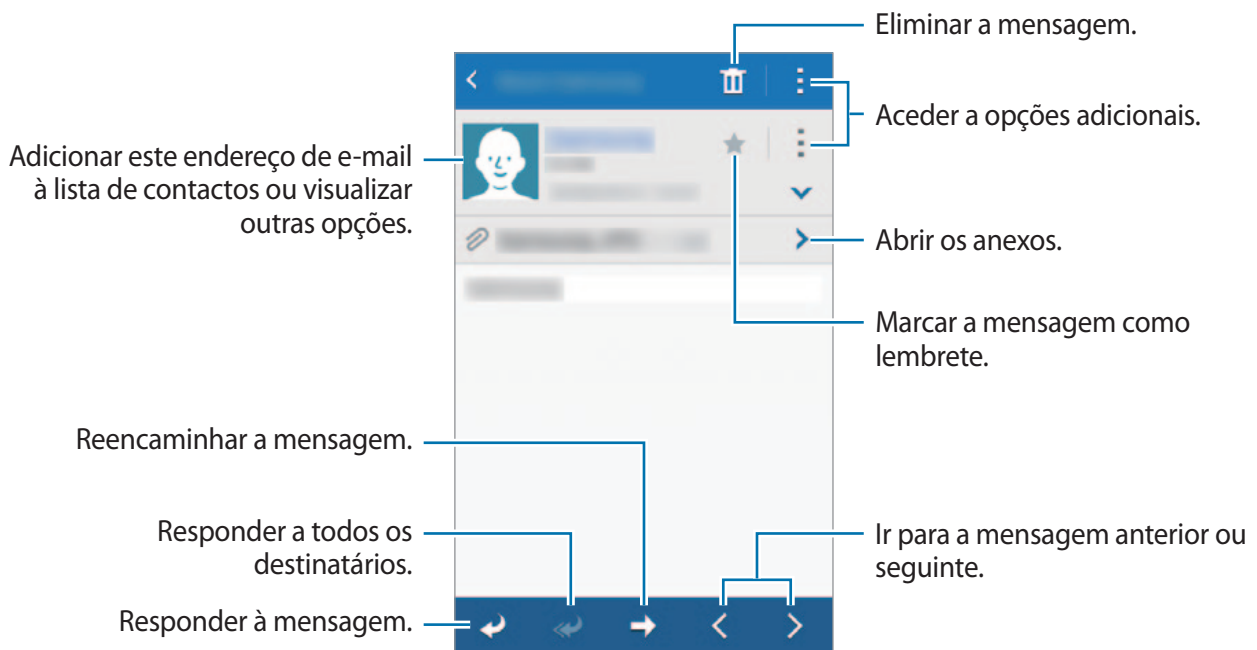 Eliminar a mensagem.
Aceder a opções adicionais.
Adicionar este endereço de e-mail
à lista de contactos ou visualizar
outras opções.
Abrir os anexos.
Marcar a mensagem como
lembrete.
Reencaminhar a mensagem.
Responder a todos os
destinatários.
Ir para a mensagem anterior ou
seguinte.
Responder à mensagem.